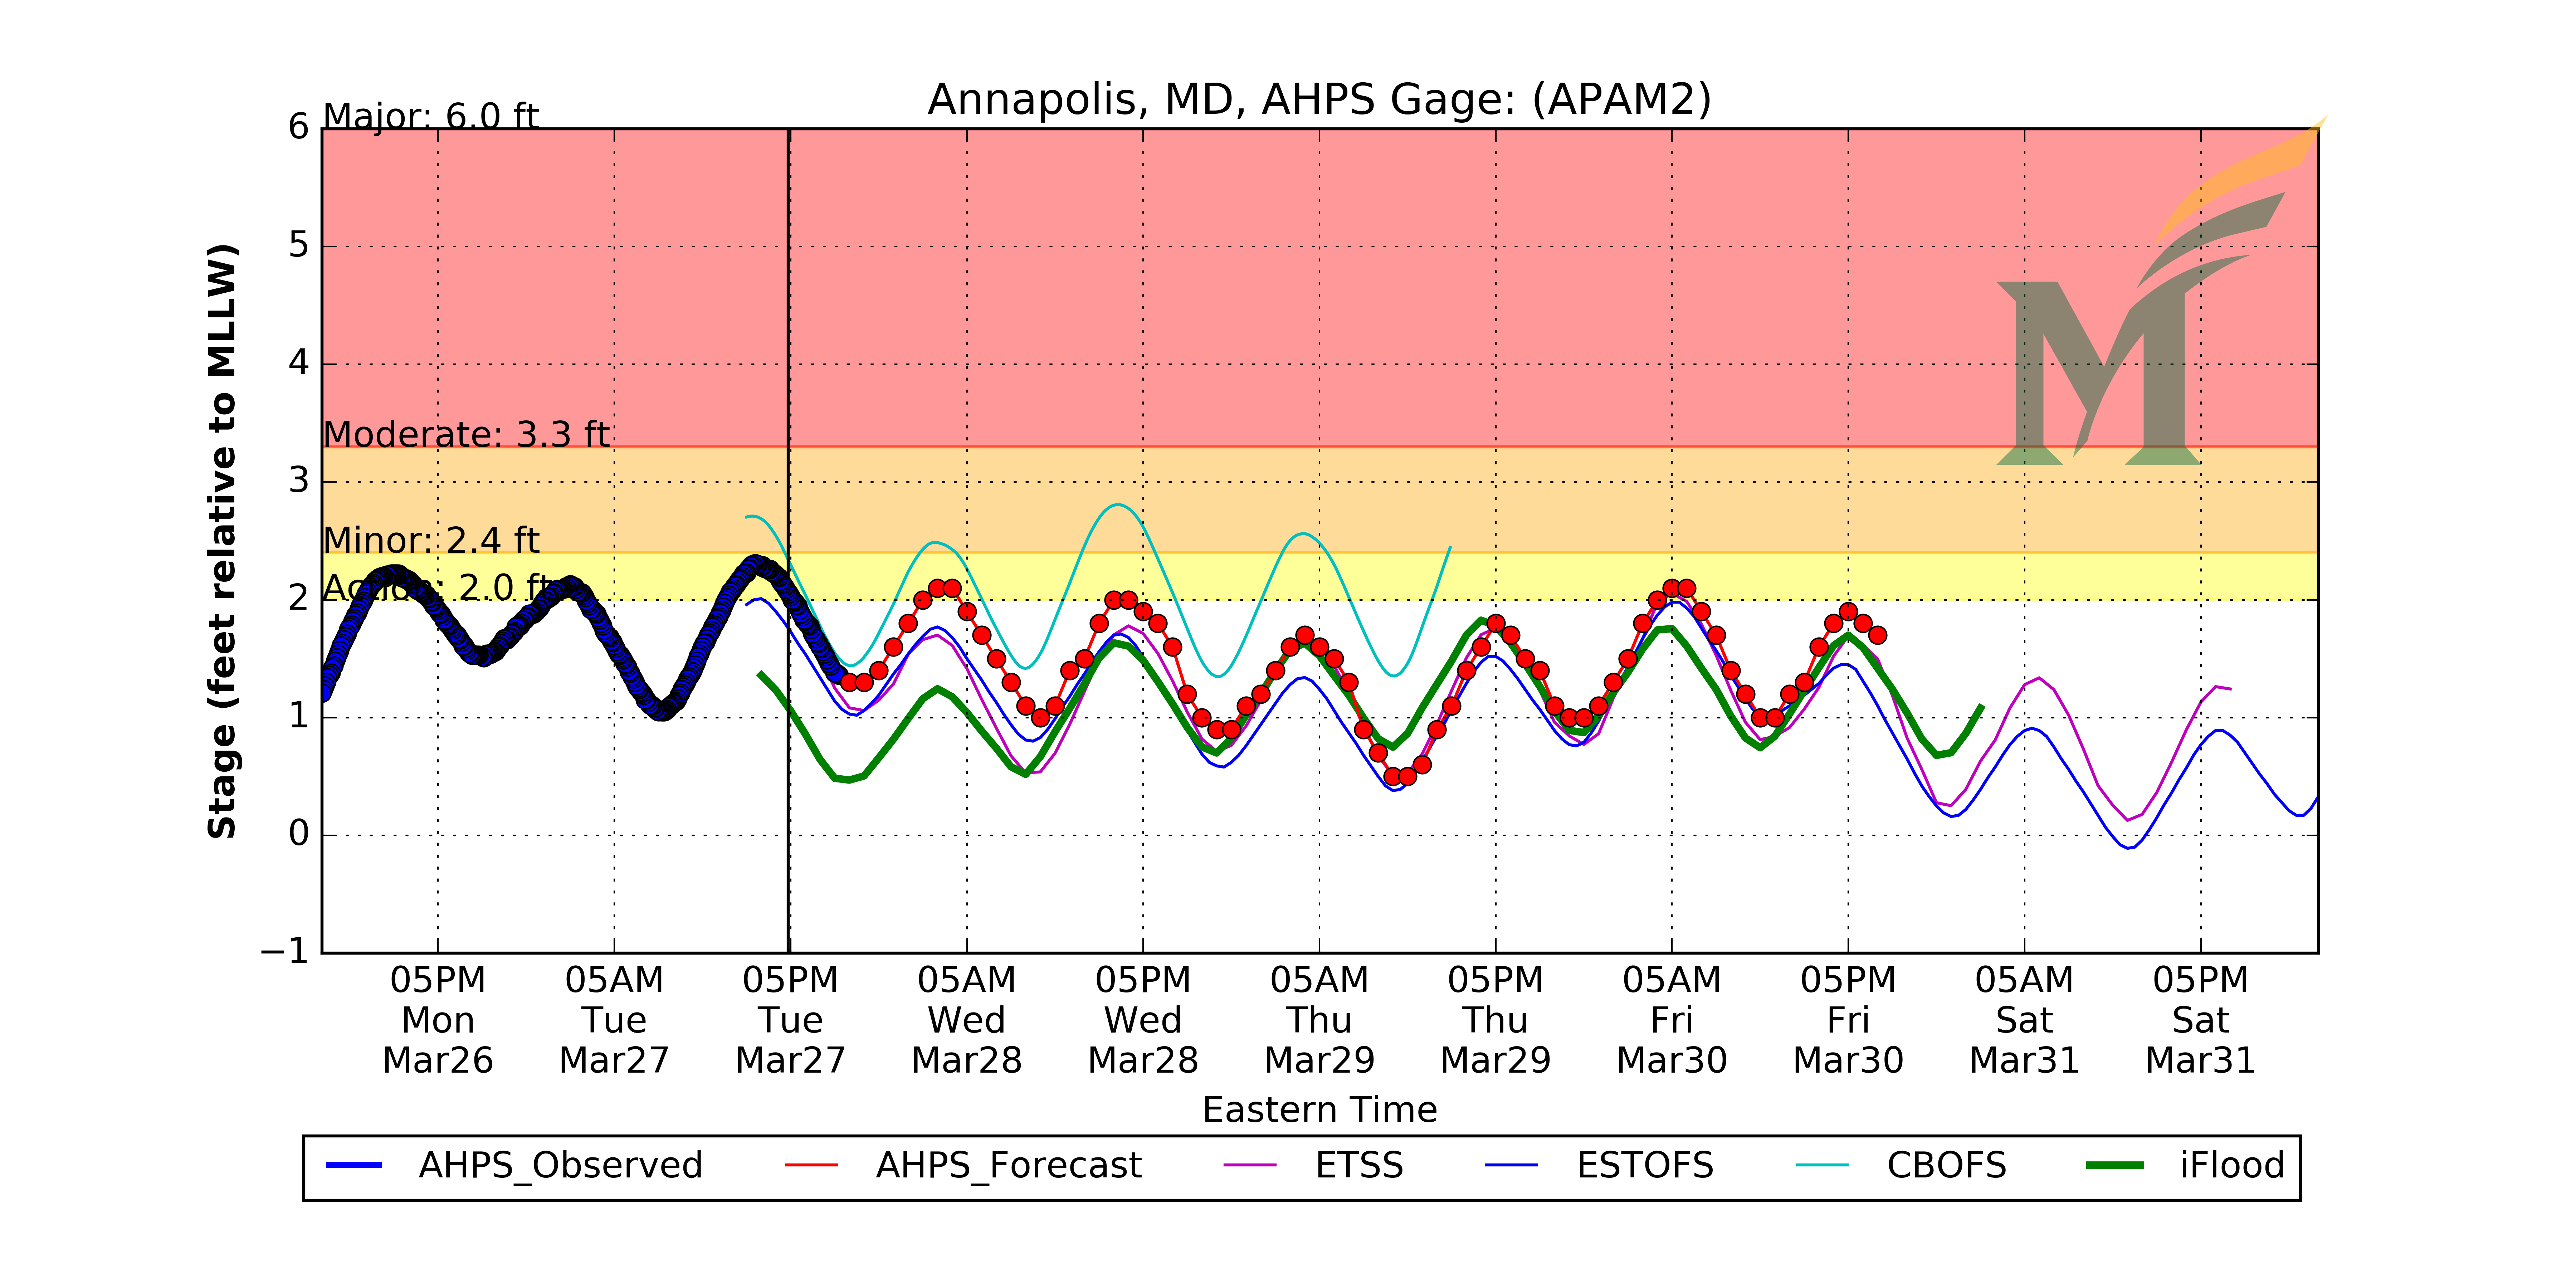 Annapolis, MD, AHPS Gage: (APAM2)
Major: 6.0 ft
Moderate: 3.3 ft
Minor: 2.4 ft
Action: 2.0 ft
6
5
4
3
2
1
0
−1
Stage (feet relative to MLLW)
05PM 05AM 05PM 05AM 05PM 05AM 05PM 05AM 05PM 05AM 05PM
Mon Tue Tue Wed Wed Thu Thu Fri Fri Sat Sat
Mar26 Mar27 Mar27 Mar28 Mar28 Mar29 Mar29 Mar30 Mar30 Mar31 Mar31
Eastern Time
AHPS_Observed AHPS_Forecast ETSS ESTOFS CBOFS iFlood
M